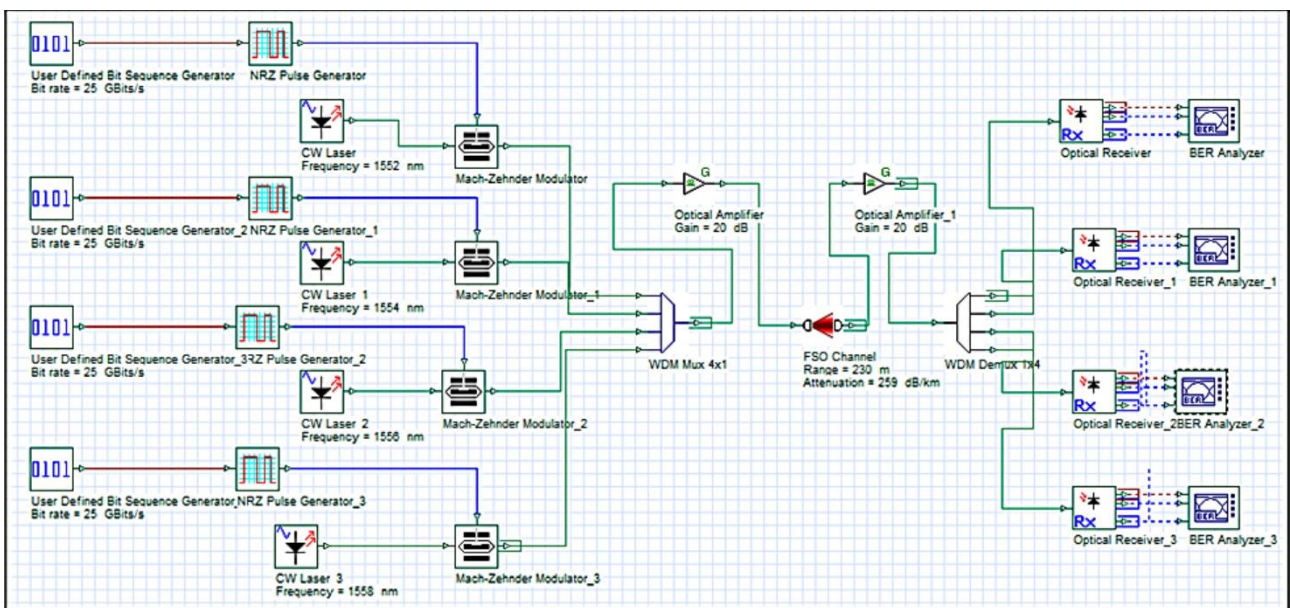 0101
User Defined Bit Sequence Generator
Bit rate = 25 GBits/s
NRZ Pulse Generator
CW Laser
Frequency = 1552 nm
Mach-Zehnder Modulator
0101
User Defined Bit Sequence Generator_2
Bit rate = 25 GBits/s
NRZ Pulse Generator_1
CW Laser 1
Frequency = 1554 nm
Mach-Zehnder Modulator_1
0101
User Defined Bit Sequence Generator_3
Bit rate = 25 GBits/s
RZ Pulse Generator_2
CW Laser 2
Frequency = 1556 nm
Mach-Zehnder Modulator_2
0101
User Defined Bit Sequence Generator_
Bit rate = 25 GBits/s
NRZ Pulse Generator_3
CW Laser 3
Frequency = 1558 nm
Mach-Zehnder Modulator_3
WDM Mux 4x1
G
Optical Amplifier
Gain = 20 dB
FSO Channel
Range = 230 m
Attenuation = 259 dB/km
G
Optical Amplifier_1
Gain = 20 dB
WDM Demux 1x4
Rx
Optical Receiver
BER
BER Analyzer
Rx
Optical Receiver_1
BER
BER Analyzer_1
Rx
Optical Receiver_2
BER
BER Analyzer_2
Rx
Optical Receiver_3
BER
BER Analyzer_3